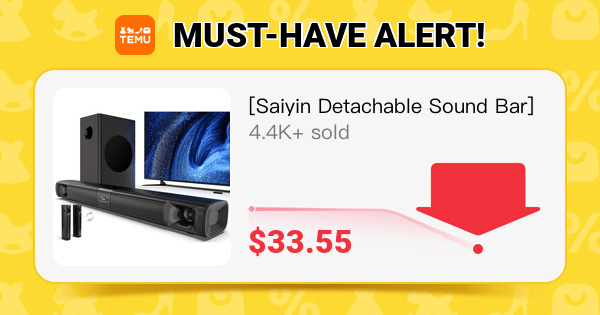 TEMU
MUST-HAVE ALERT!
[Saiyin Detachable Sound Bar]
4.4K+ sold
$33.55